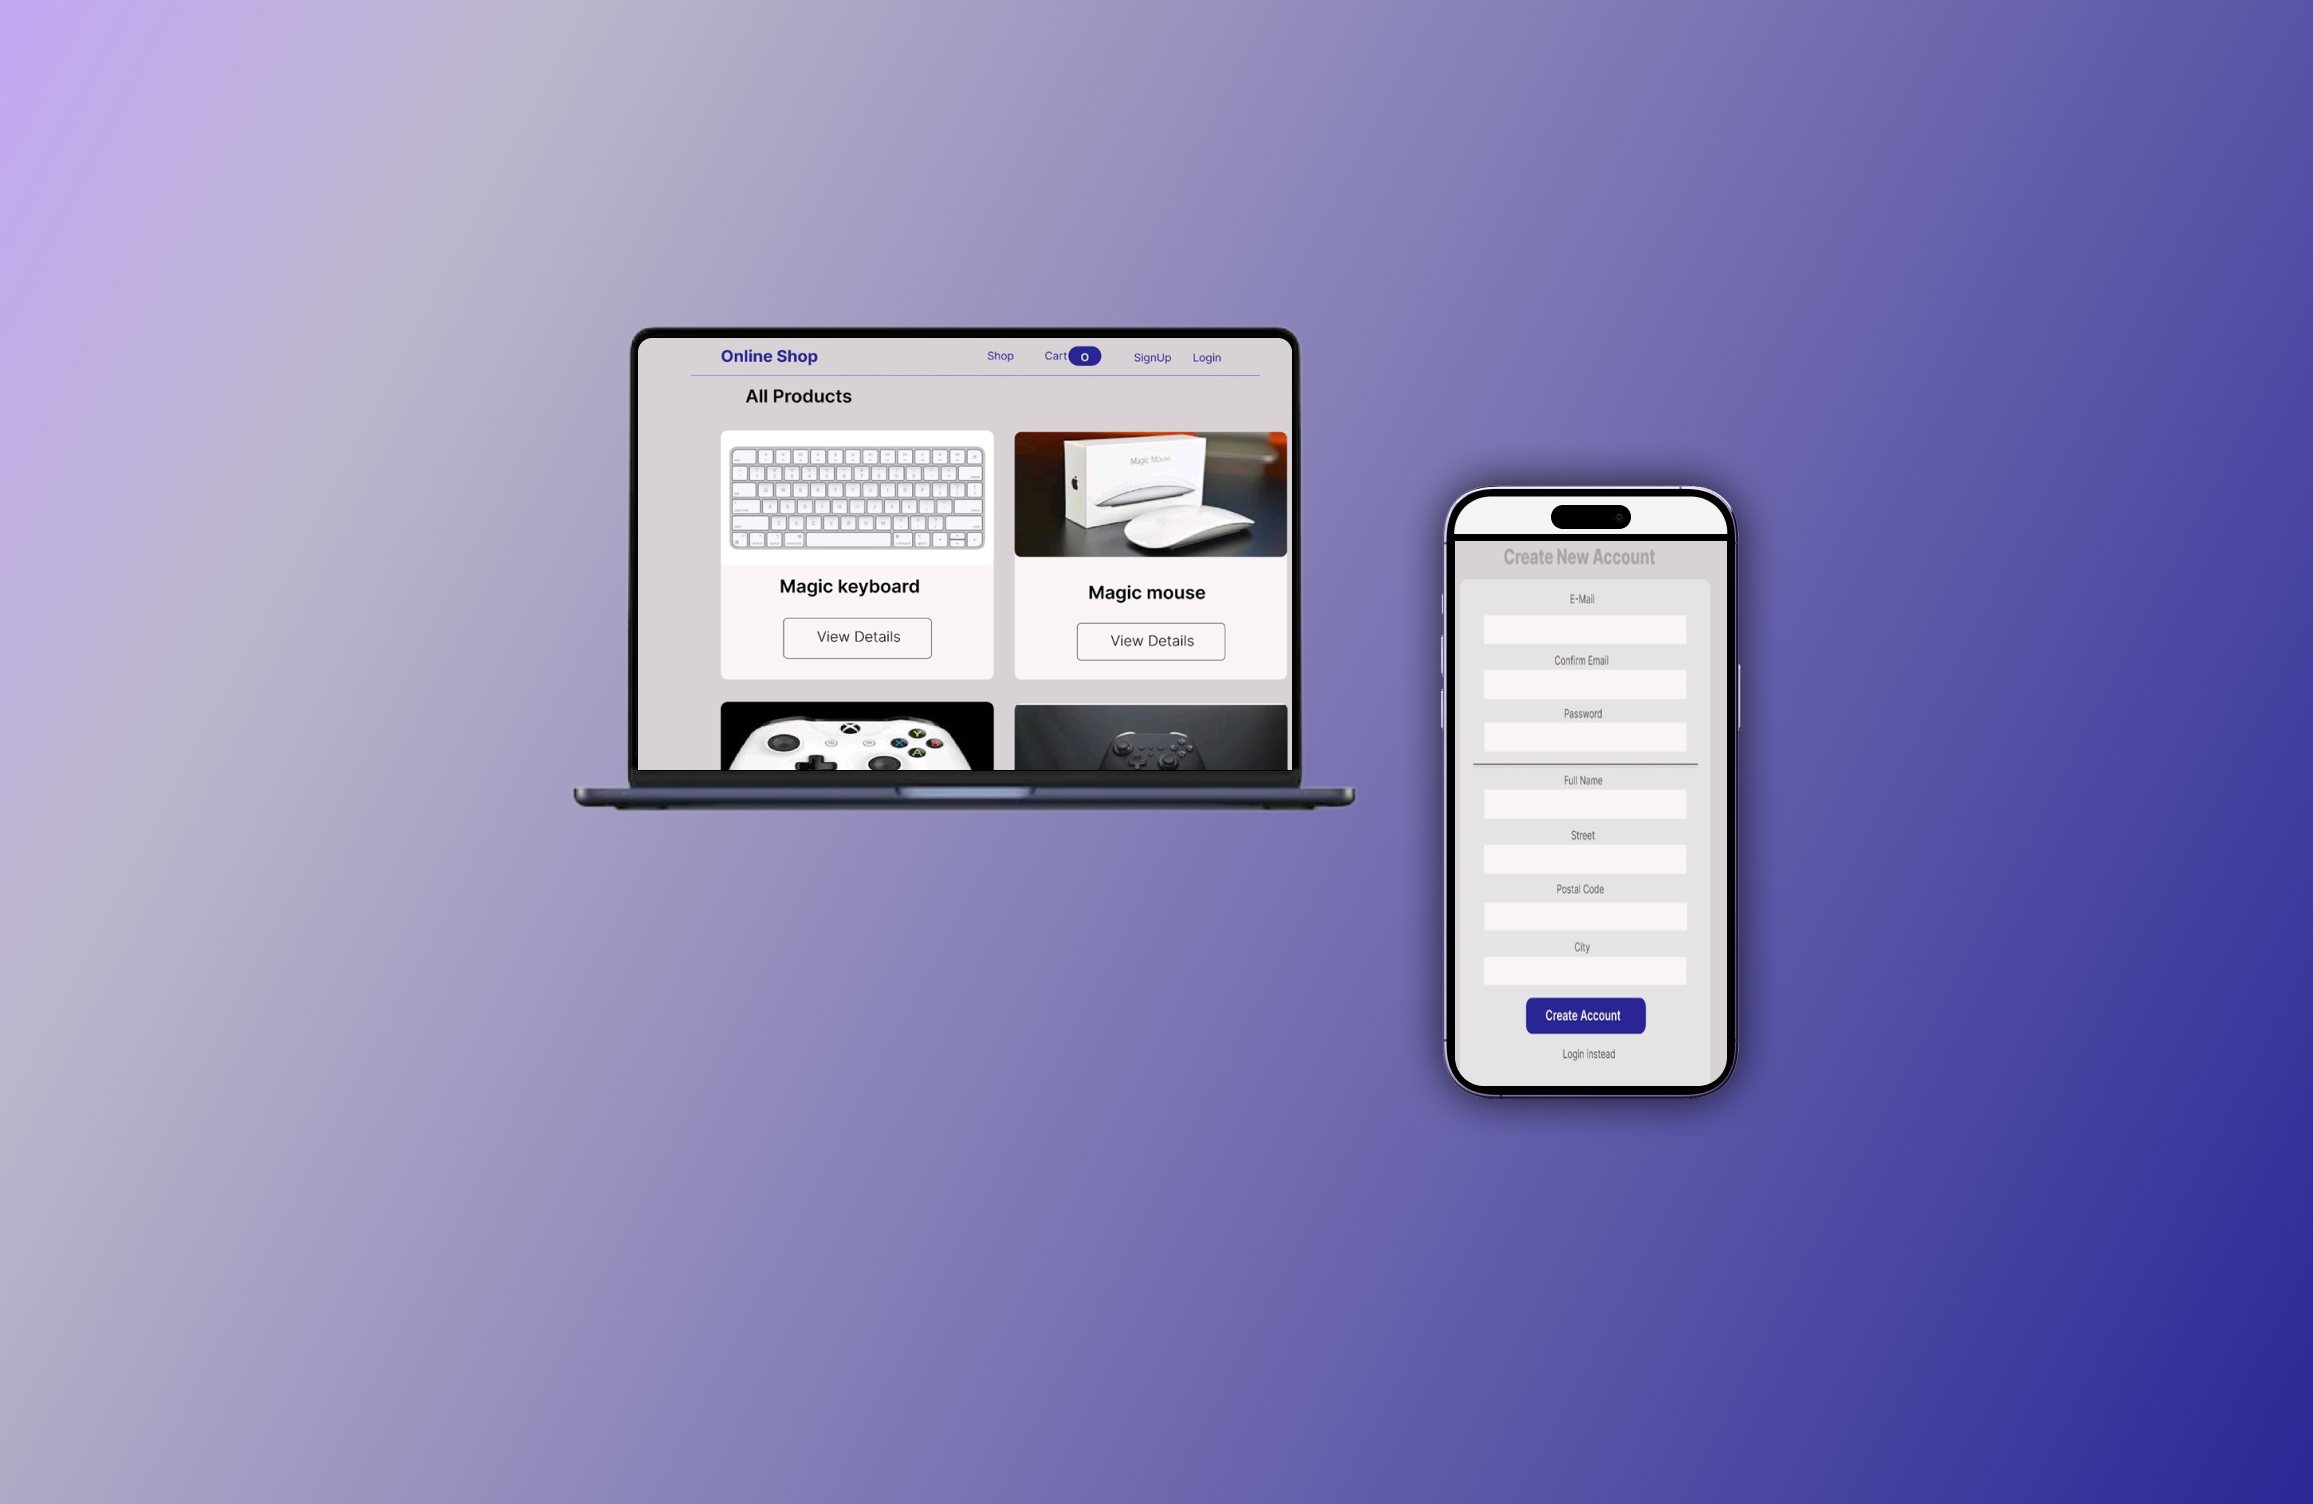 Online Shop
Shop
Cart
0
SignUp
Login
All Products
Magic Mouse
Magic keyboard
Magic mouse
View Details
View Details
Y
X
B
A
Create New Account
E-Mail
Confirm Email
Password
Full Name
Street
Postal Code
City
Create Account
Login instead